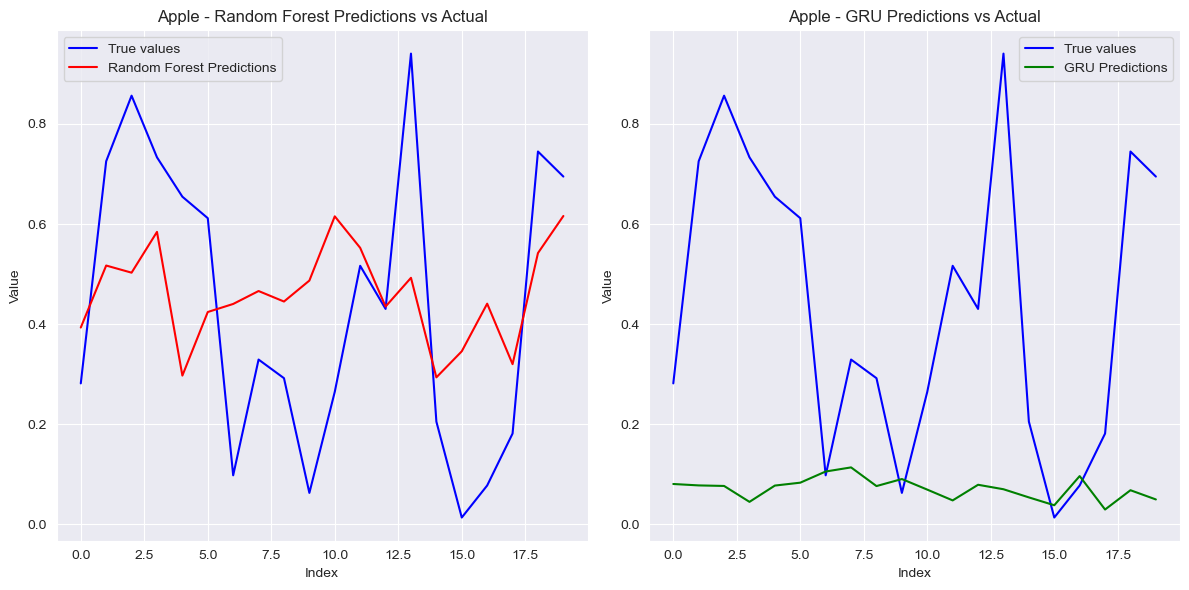 Apple - Random Forest Predictions vs Actual
True values
Random Forest Predictions
Value
0.8
0.6
0.4
0.2
0.0
0.0 2.5 5.0 7.5 10.0 12.5 15.0 17.5
Index
Apple - GRU Predictions vs Actual
True values
GRU Predictions
Value
0.8
0.6
0.4
0.2
0.0
0.0 2.5 5.0 7.5 10.0 12.5 15.0 17.5
Index